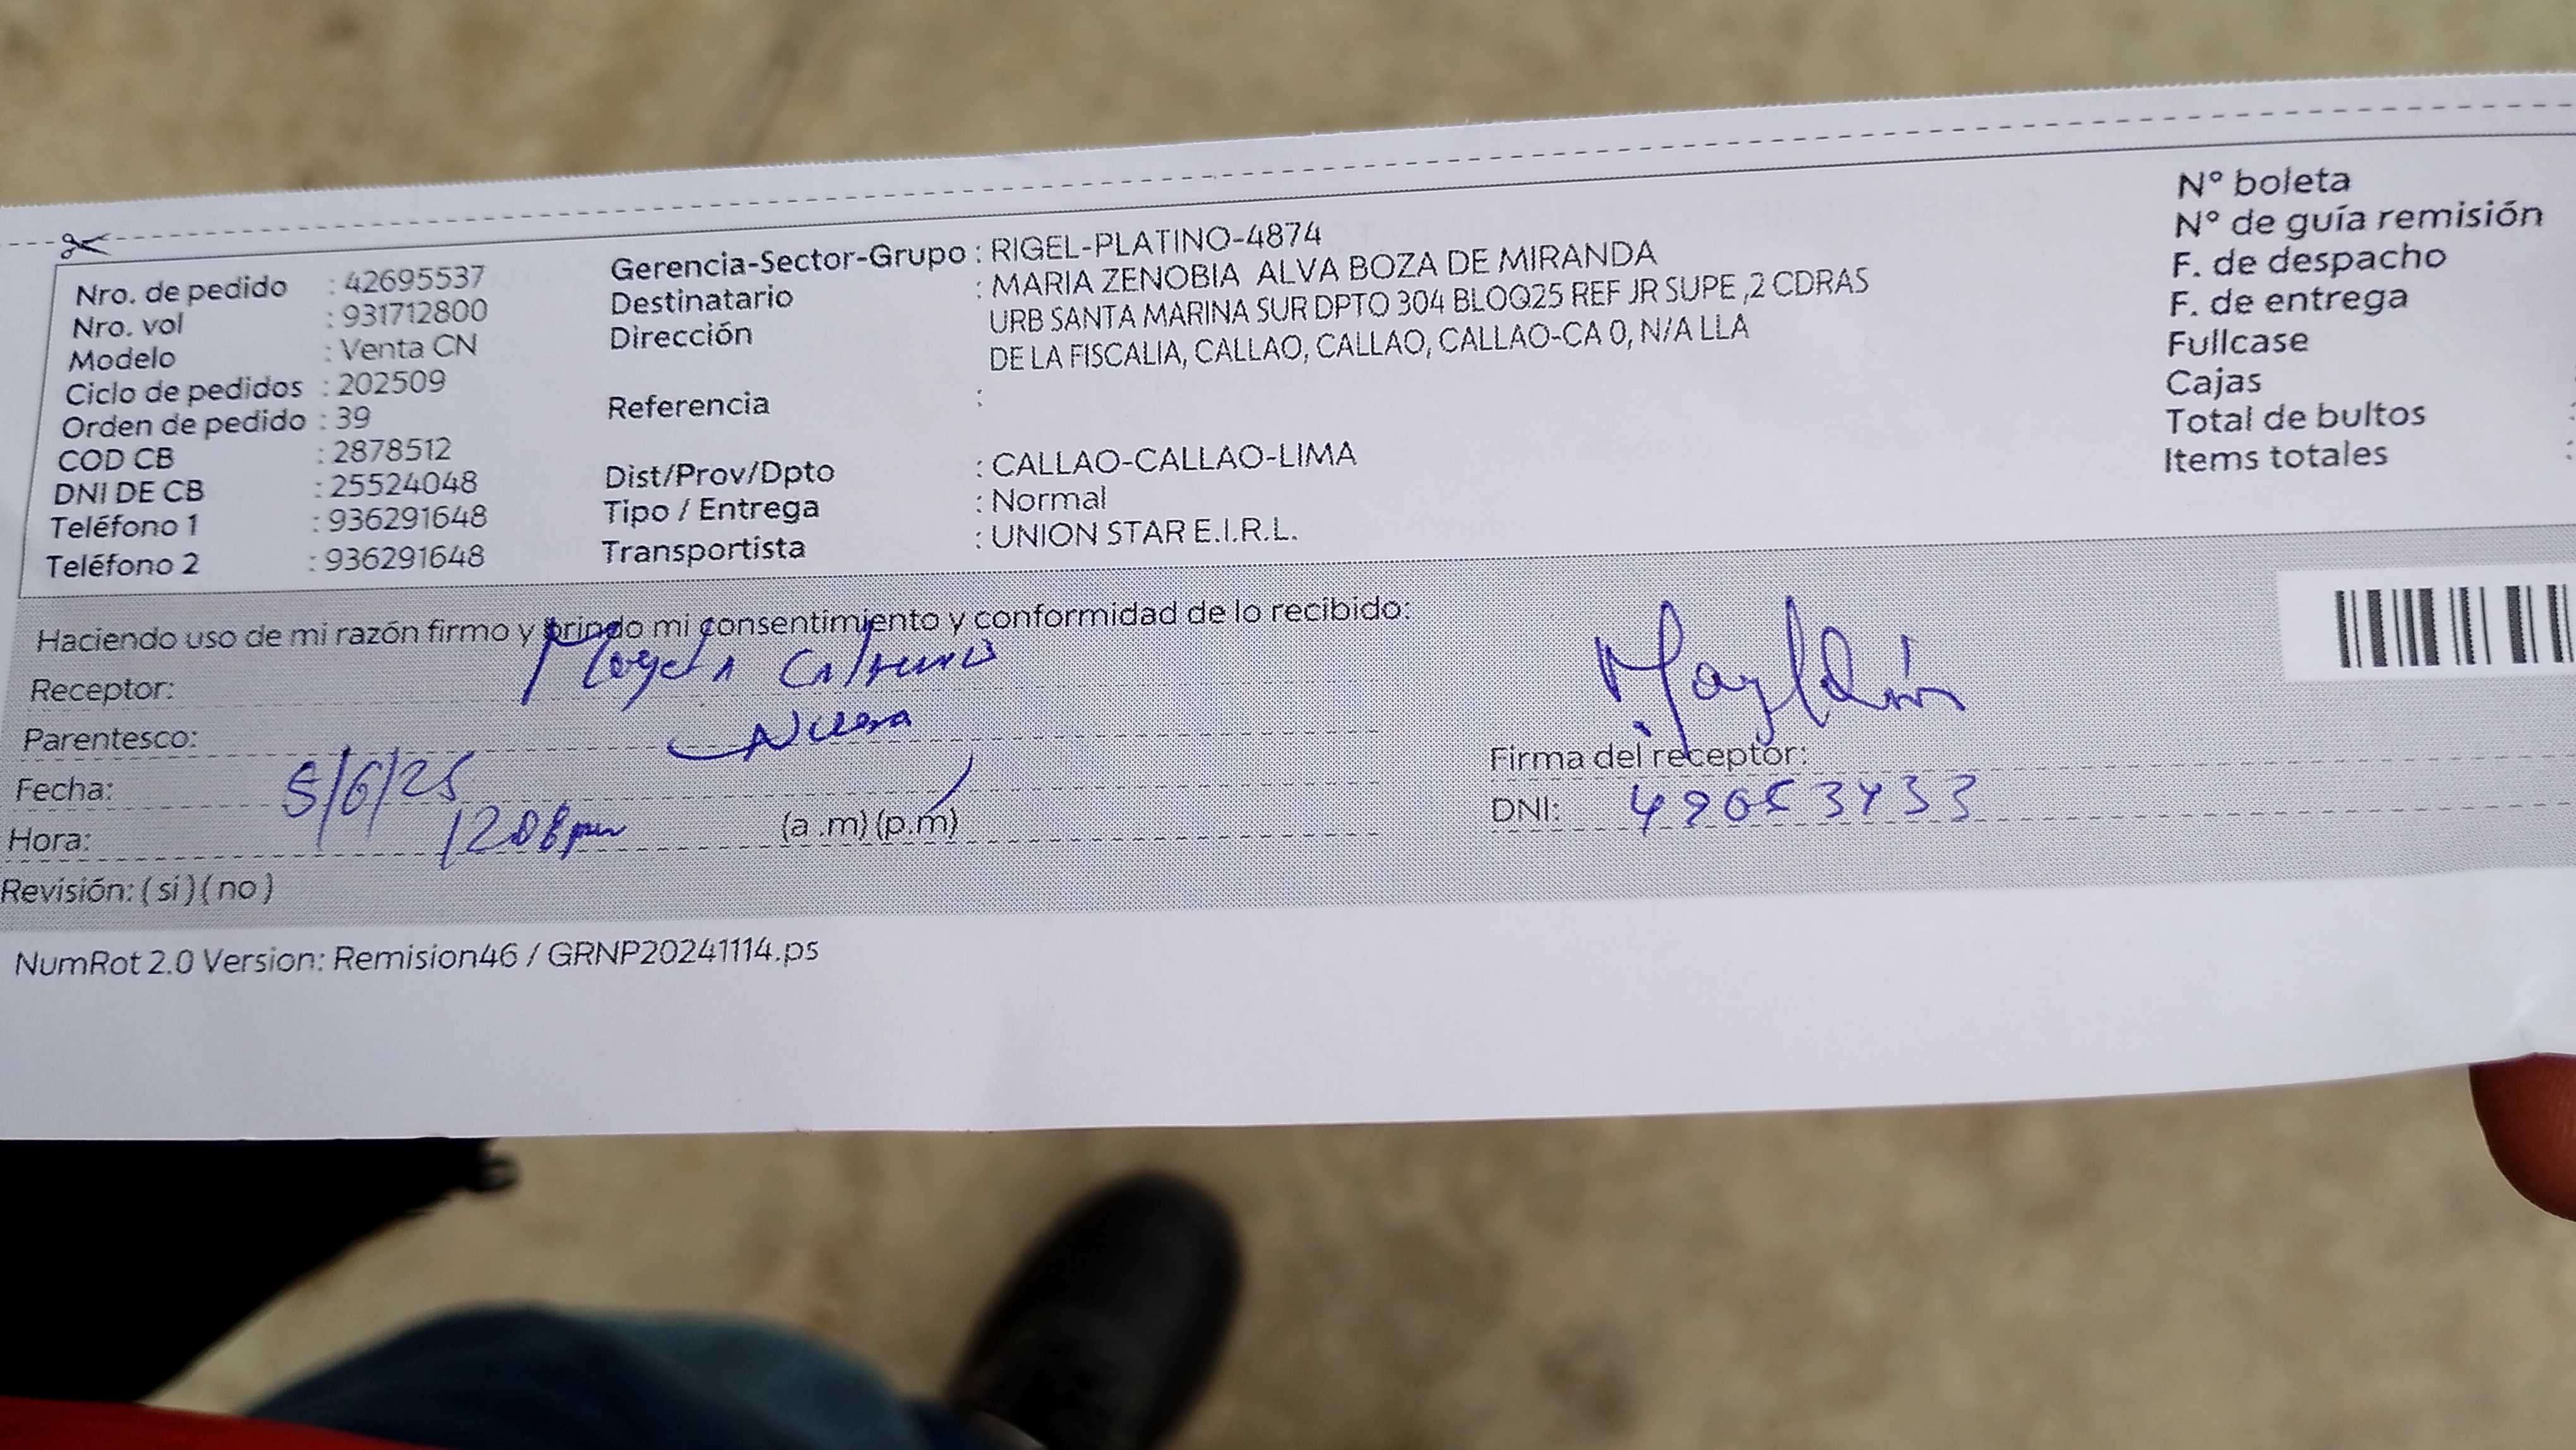 Nro. de pedido : 42695537
Nro. vol : 931712800
Modelo : Venta CN
Ciclo de pedidos : 202509
Orden de pedido : 39
COD CB : 2878512
DNI DE CB : 25524048
Teléfono 1 : 936291648
Teléfono 2 : 936291648
Gerencia-Sector-Grupo : RIGEL-PLATINO-4874
Destinatario : MARIA ZENOBIA ALVA BOZA DE MIRANDA
Dirección URB SANTA MARINA SUR DPTO 304 BLOQ25 REF JR SUPE ,2 CDRAS
DE LA FISCALIA, CALLAO, CALLAO, CALLAO-CA 0, N/A LLA
Referencia :
Dist/Prov/Dpto : CALLAO-CALLAO-LIMA
Tipo / Entrega : Normal
Transportista : UNION STAR E.I.R.L.
N° boleta
N° de guía remisión
F. de despacho
F. de entrega
Fullcase
Cajas
Total de bultos
Items totales
Haciendo uso de mi razón firmo y brindo mi consentimiento y conformidad de lo recibido:
Receptor:
Parentesco: Nuera
Fecha: 5/6/25
Hora: 1208pm (a .m) (p.m)
Revisión: ( si ) ( no )
Firma del receptor:
DNI:
NumRot 2.0 Version: Remision46 / GRNP20241114.ps